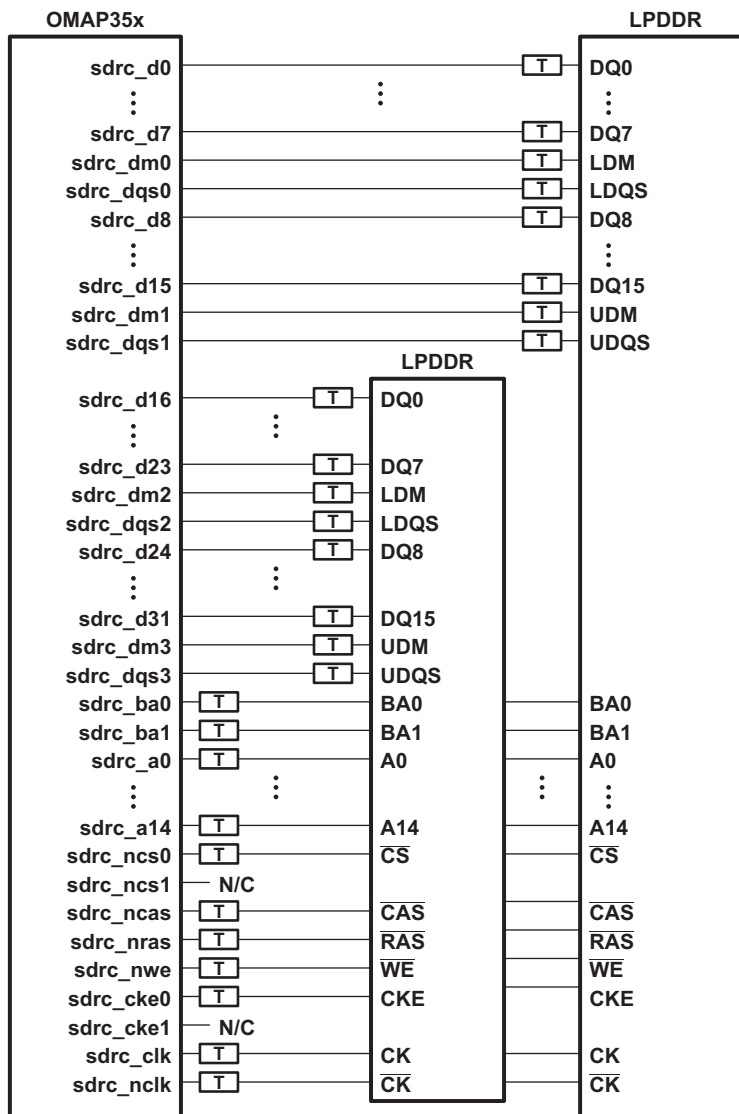 OMAP35x LPDDR
sdrc_d0 T DQ0
sdrc_d7 T DQ7
sdrc_dm0 T LDM
sdrc_dqs0 T LDQS
sdrc_d8 T DQ8
sdrc_d15 T DQ15
sdrc_dm1 T UDM
sdrc_dqs1 T UDQS
LPDDR
sdrc_d16 T DQ0
sdrc_d23 T DQ7
sdrc_dm2 T LDM
sdrc_dqs2 T LDQS
sdrc_d24 T DQ8
sdrc_d31 T DQ15
sdrc_dm3 T UDM
sdrc_dqs3 T UDQS
sdrc_ba0 T BA0 BA0
sdrc_ba1 T BA1 BA1
sdrc_a0 T A0 A0
sdrc_a14 T A14 A14
sdrc_ncs0 T CS CS
sdrc_ncs1 N/C
sdrc_ncas T CAS CAS
sdrc_nras T RAS RAS
sdrc_nwe T WE WE
sdrc_cke0 T CKE CKE
sdrc_cke1 N/C
sdrc_clk T CK CK
sdrc_nclk T CK CK